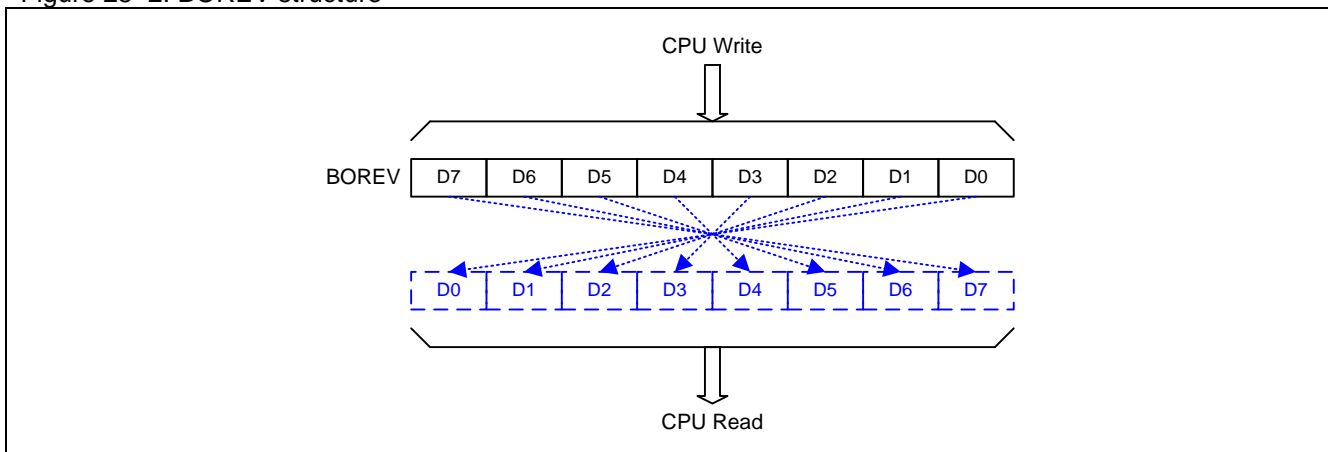 Figure 28-2. BOREV structure
CPU Write
BOREV D7 D6 D5 D4 D3 D2 D1 D0
D0 D1 D2 D3 D4 D5 D6 D7
CPU Read